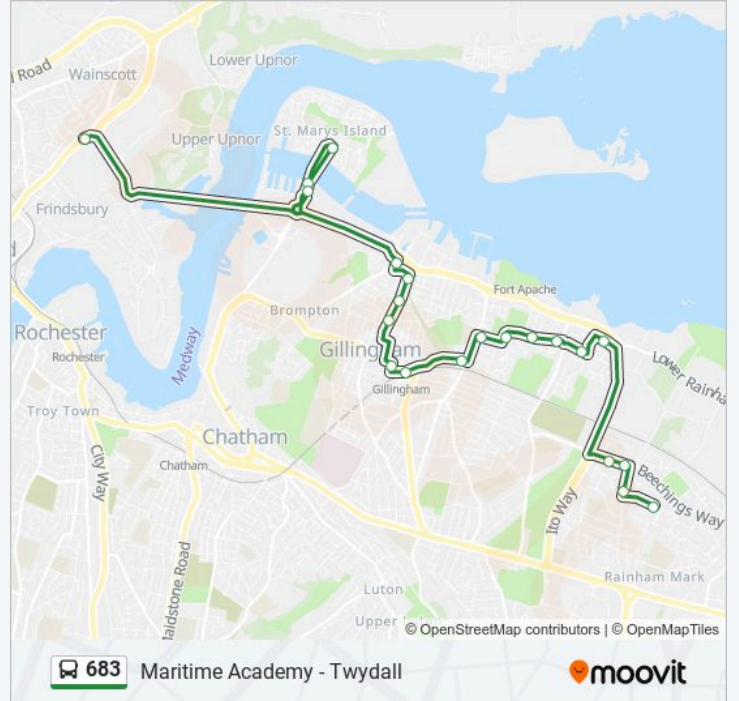 Lower Upnor
Wainscott
Road
St. Marys Island
Upper Upnor
Frindsbury
Fort Apache
Brompton
Rochester
Gillingham
Medway
Rochester
Lower Rainha
Gillingham
Troy Town
Chatham
City Way
Chatham
Beechings Way
Ito Way
Maidstone Road
Rainham Mark
Luton
Upper
© OpenStreetMap contributors | © OpenMapTiles
683 Maritime Academy - Twydall
moovit